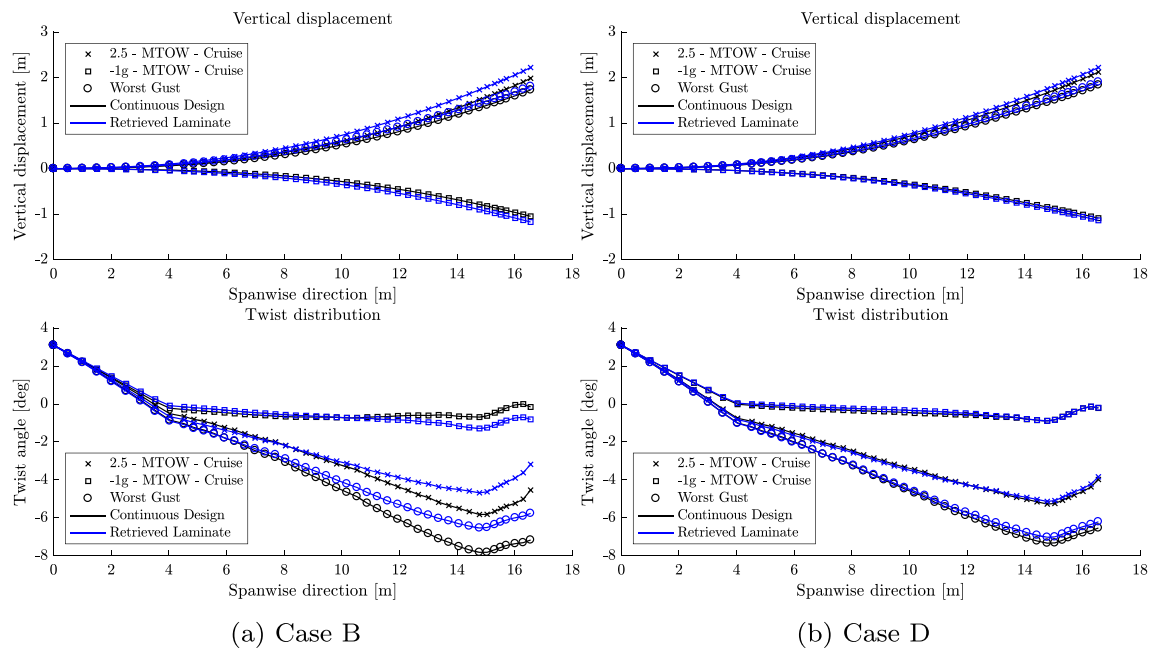 Vertical displacement
3
2
1
0
-1
-2
Vertical displacement [m]
× 2.5 - MTOW - Cruise
□ -1g - MTOW - Cruise
○ Worst Gust
Continuous Design
Retrieved Laminate
0 2 4 6 8 10 12 14 16 18
Spanwise direction [m]
Vertical displacement
3
2
1
0
-1
-2
Vertical displacement [m]
× 2.5 - MTOW - Cruise
□ -1g - MTOW - Cruise
○ Worst Gust
Continuous Design
Retrieved Laminate
0 2 4 6 8 10 12 14 16 18
Spanwise direction [m]
Twist distribution
4
2
0
-2
-4
-6
-8
Twist angle [deg]
× 2.5 - MTOW - Cruise
□ -1g - MTOW - Cruise
○ Worst Gust
Continuous Design
Retrieved Laminate
0 2 4 6 8 10 12 14 16 18
Spanwise direction [m]
Twist distribution
4
2
0
-2
-4
-6
-8
Twist angle [deg]
× 2.5 - MTOW - Cruise
□ -1g - MTOW - Cruise
○ Worst Gust
Continuous Design
Retrieved Laminate
0 2 4 6 8 10 12 14 16 18
Spanwise direction [m]
(a) Case B
(b) Case D